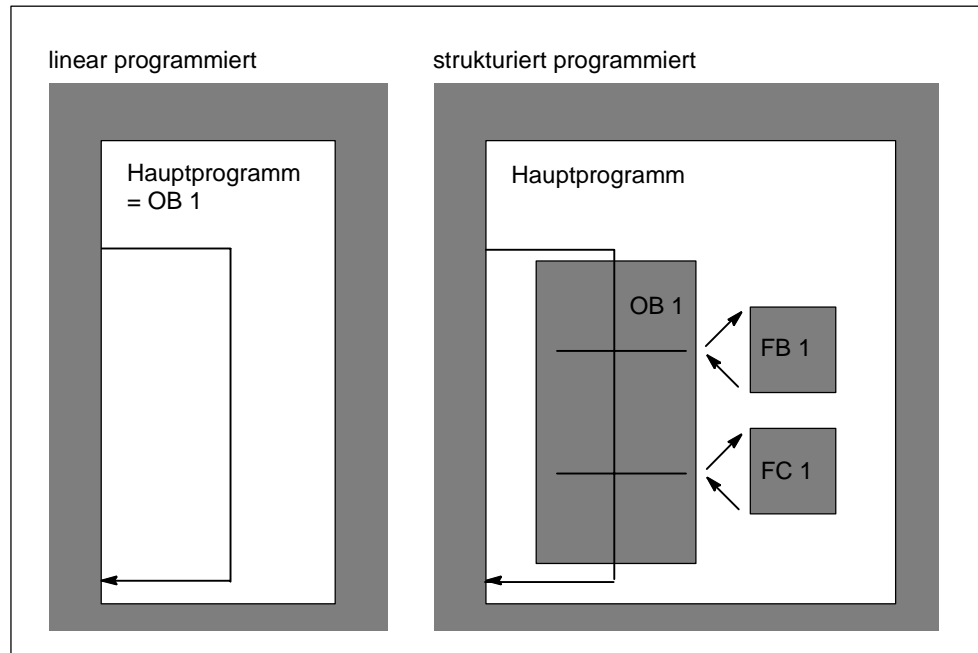 linear programmiert
strukturiert programmiert
Hauptprogramm
= OB 1
Hauptprogramm
OB 1
FB 1
FC 1